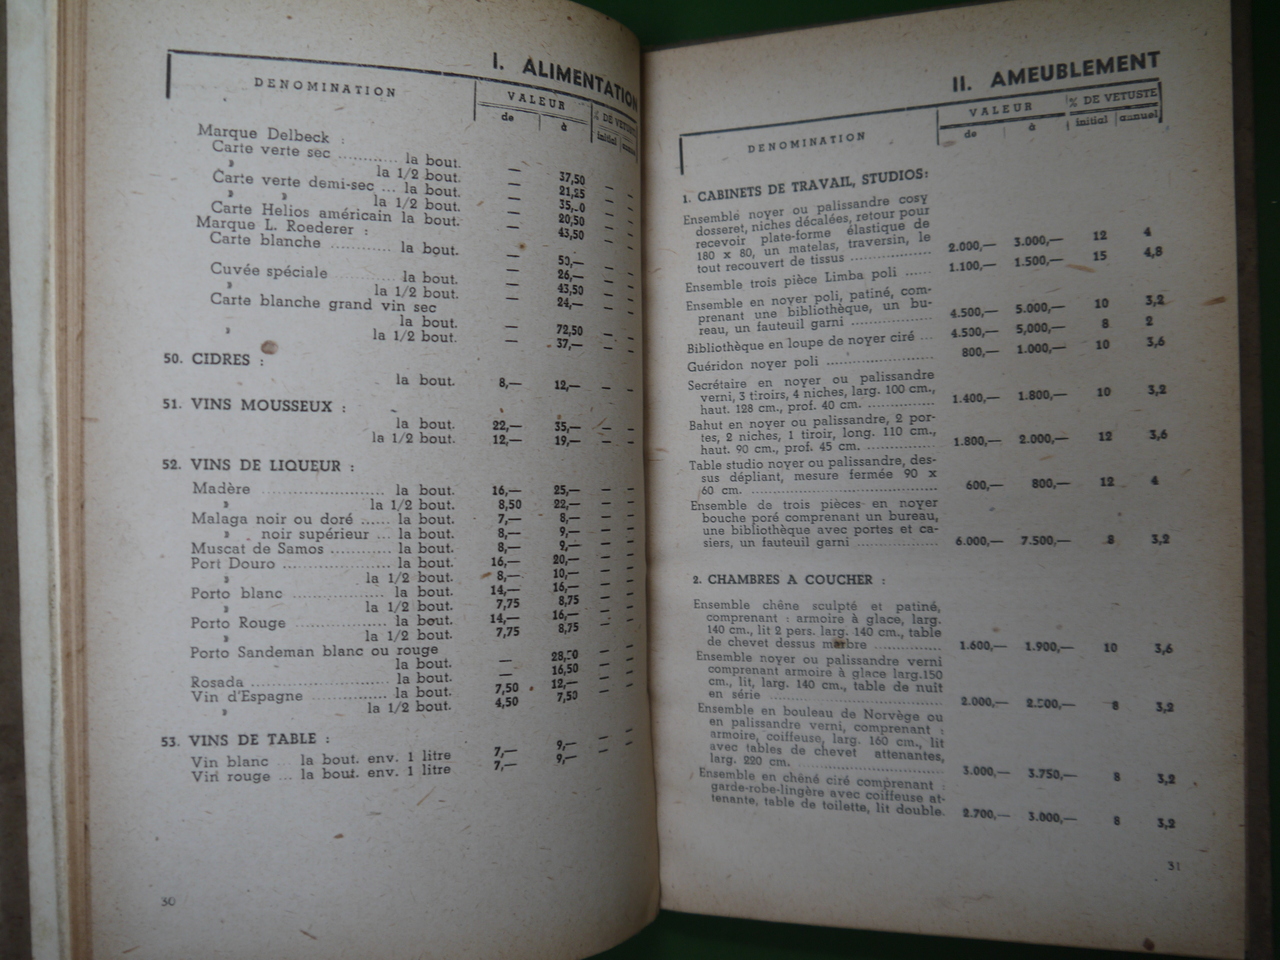 I. ALIMENTATION
DENOMINATION
VALEUR
% DE VETUSTE
de à initial annuel
Marque Delbeck :
Carte verte sec ............ la bout. — 37,50 — —
» la 1/2 bout. — 21,25 — —
Carte verte demi-sec ... la bout. — — —
» » la 1/2 bout. — 20,50 — —
Carte Helios américain la bout. — 43,50 — —
Marque L. Roederer :
Carte blanche ............ la bout. — — —
— 26,— — —
Cuvée spéciale ............ la bout. — 43,50 — —
la 1/2 bout. — 24,— — —
Carte blanche grand vin sec
la bout. — 72,50 — —
» la 1/2 bout. — 37,— — —
50. CIDRES :
la bout. 8,— 12,— — —
51. VINS MOUSSEUX :
la bout. 22,— 35,— — —
la 1/2 bout. 12,— 19,— — —
52. VINS DE LIQUEUR :
Madère ........................ la bout. 16,— 25,— — —
la 1/2 bout. 8,50 22,— — —
Malaga noir ou doré ...... la bout. 7,— 8,— — —
» noir supérieur ... la bout. 8,— 9,— — —
Muscat de Samos ............ la bout. 8,— 9,— — —
Port Douro .................... la bout. 16,— 20,— — —
» la 1/2 bout. 8,— 10,— — —
Porto blanc .................. la bout. 14,— 16,— — —
» la 1/2 bout. 7,75 8,75 — —
Porto Rouge .................. la bout. 14,— 16,— — —
» la 1/2 bout. 7,75 8,75 — —
Porto Sandeman blanc ou rouge
la bout. — — —
Rosada .......................... la bout. — 16,50 — —
Vin d'Espagne .............. la bout. 7,50 12,— — —
» la 1/2 bout. 4,50 7,50 — —
53. VINS DE TABLE :
Vin blanc la bout. env. 1 litre 7,— 9,— — —
Vin rouge ... la bout. env. 1 litre 7,— 9,— — —
30
II. AMEUBLEMENT
DENOMINATION
VALEUR
% DE VETUSTE
de à initial annuel
1. CABINETS DE TRAVAIL, STUDIOS:
Ensemble noyer ou palissandre cosy
dosseret, niches décalées, retour pour
recevoir plate-forme élastique de
180 x 80, un matelas, traversin, le
tout recouvert de tissus ............... 2.000,— 3.000,— 12 4
Ensemble trois pièce Limba poli ...... 1.100,— 1.500,— 15 4,8
Ensemble en noyer poli, patiné, com-
prenant une bibliothèque, un bu-
reau, un fauteuil garni ............... 4.500,— 5.000,— 10 3,2
Bibliothèque en loupe de noyer ciré ... 4.500,— 5,000,— 8 2
Guéridon noyer poli ..................... 800,— 1.000,— 10 3,6
Secrétaire en noyer ou palissandre
verni, 3 tiroirs, 4 niches, larg. 100 cm.,
haut. 128 cm., prof. 40 cm. ............ 1.400,— 1.800,— 10 3,2
Bahut en noyer ou palissandre, 2 por-
tes, 2 niches, 1 tiroir, long. 110 cm.,
haut. 90 cm., prof. 45 cm. ............ 1.800,— 2.000,— 12 3,6
Table studio noyer ou palissandre, des-
sus dépliant, mesure fermée 90 x
60 cm. ..................................... 600,— 800,— 12 4
Ensemble de trois pièces en noyer
bouche poré comprenant un bureau,
une bibliothèque avec portes et ca-
siers, un fauteuil garni ............... 6.000,— 7.500,— 8 3,2
2. CHAMBRES A COUCHER :
Ensemble chêne sculpté et patiné,
comprenant : armoire à glace, larg.
140 cm., lit 2 pers. larg. 140 cm., table
de chevet dessus marbre ............... 1.600,— 1.900,— 10 3,6
Ensemble noyer ou palissandre verni
comprenant armoire à glace larg.150
cm., lit, larg. 140 cm., table de nuit
en série ................................... 2.000,— 8 3,2
Ensemble en bouleau de Norvège ou
en palissandre verni, comprenant :
armoire, coiffeuse, larg. 160 cm., lit
avec tables de chevet attenantes,
larg. 220 cm. ............................ 3.000,— 3.750,— 8 3,2
Ensemble en chêne ciré comprenant :
garde-robe-lingère avec coiffeuse at-
tenante, table de toilette, lit double. 2.700,— 3.000,— 8 3,2
31